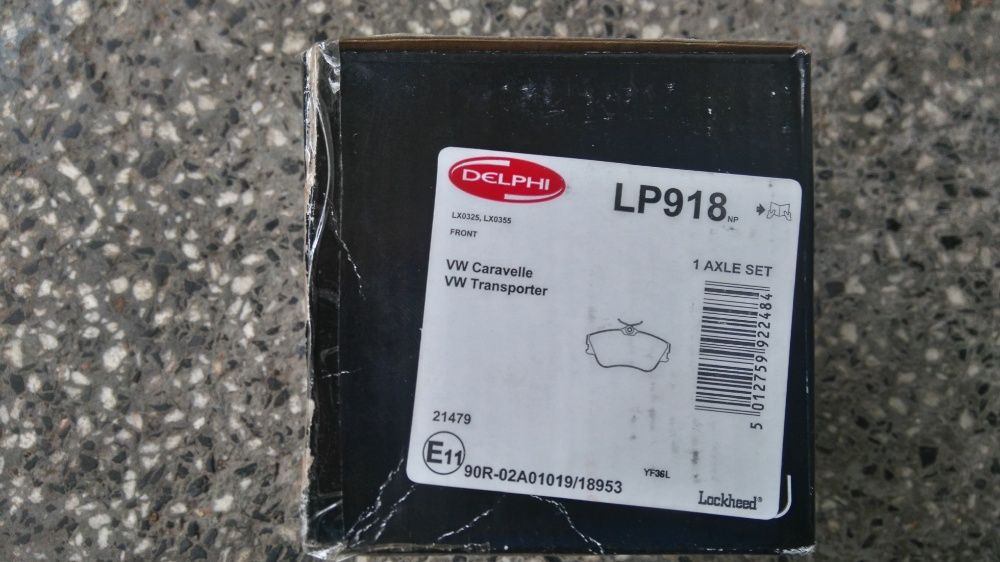 DELPHI
LP918 NP
LX0325, LX0355
FRONT
VW Caravelle
VW Transporter
1 AXLE SET
5 012759 922484
21479
E11
90R-02A01019/18953
YF36L
Lockheed®